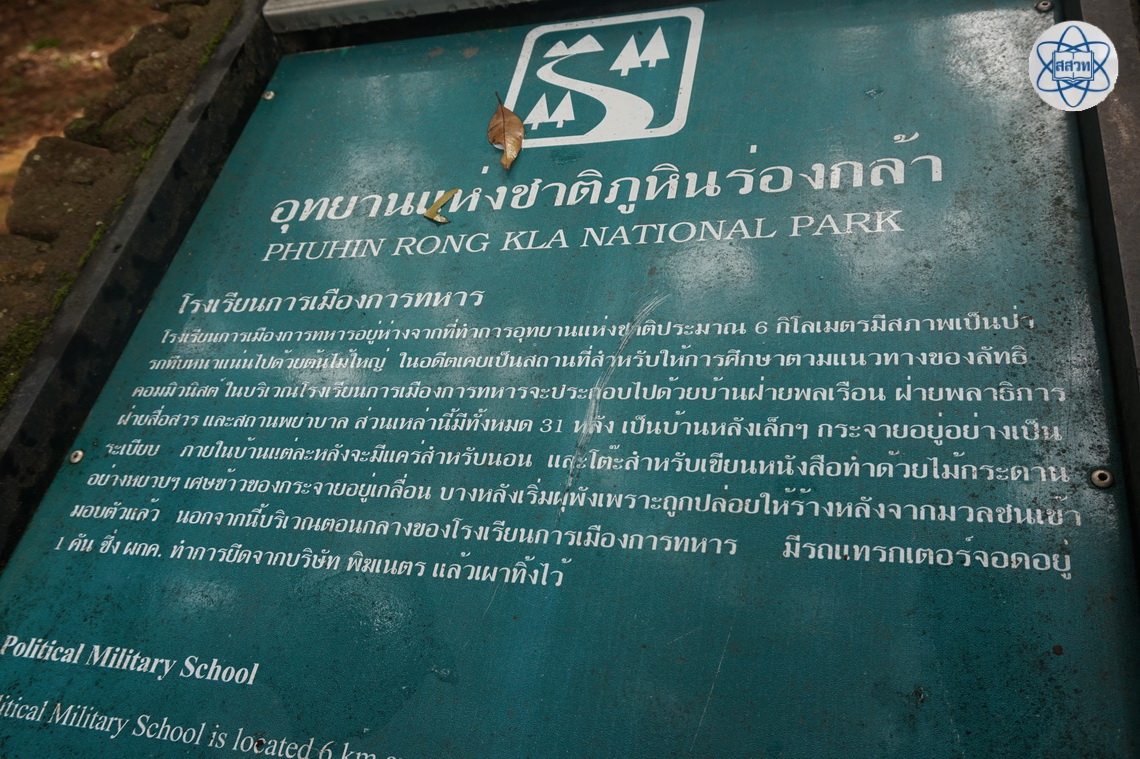 สสวท
อุทยานแห่งชาติภูหินร่องกล้า
PHUHIN RONG KLA NATIONAL PARK
โรงเรียนการเมืองการทหาร
โรงเรียนการเมืองการทหารอยู่ห่างจากที่ทำการอุทยานแห่งชาติประมาณ 6 กิโลเมตรมีสภาพเป็นป่า
รกทึบหนาแน่นไปด้วยต้นไม้ใหญ่ ในอดีตเคยเป็นสถานที่สำหรับให้การศึกษาตามแนวทางของลัทธิ
คอมมิวนิสต์ ในบริเวณโรงเรียนการเมืองการทหารจะประกอบไปด้วยบ้านฝ่ายพลเรือน ฝ่ายพลาธิการ
ฝ่ายสื่อสาร และสถานพยาบาล ส่วนเหล่านี้มีทั้งหมด 31 หลัง เป็นบ้านหลังเล็กๆ กระจายอยู่อย่างเป็น
ระเบียบ ภายในบ้านแต่ละหลังจะมีแคร่สำหรับนอน และโต๊ะสำหรับเขียนหนังสือทำด้วยไม้กระดาน
อย่างหยาบๆ เศษข้าวของกระจายอยู่เกลื่อน บางหลังเริ่มผุพังเพราะถูกปล่อยให้ร้างหลังจากมวลชนเข้า
มอบตัวแล้ว นอกจากนี้บริเวณตอนกลางของโรงเรียนการเมืองการทหาร มีรถแทรกเตอร์จอดอยู่
1 คัน ซึ่ง ผกค. ทำการยึดจากบริษัท พิฆเนตร แล้วเผาทิ้งไว้
Political Military School
Military School is located 6 km